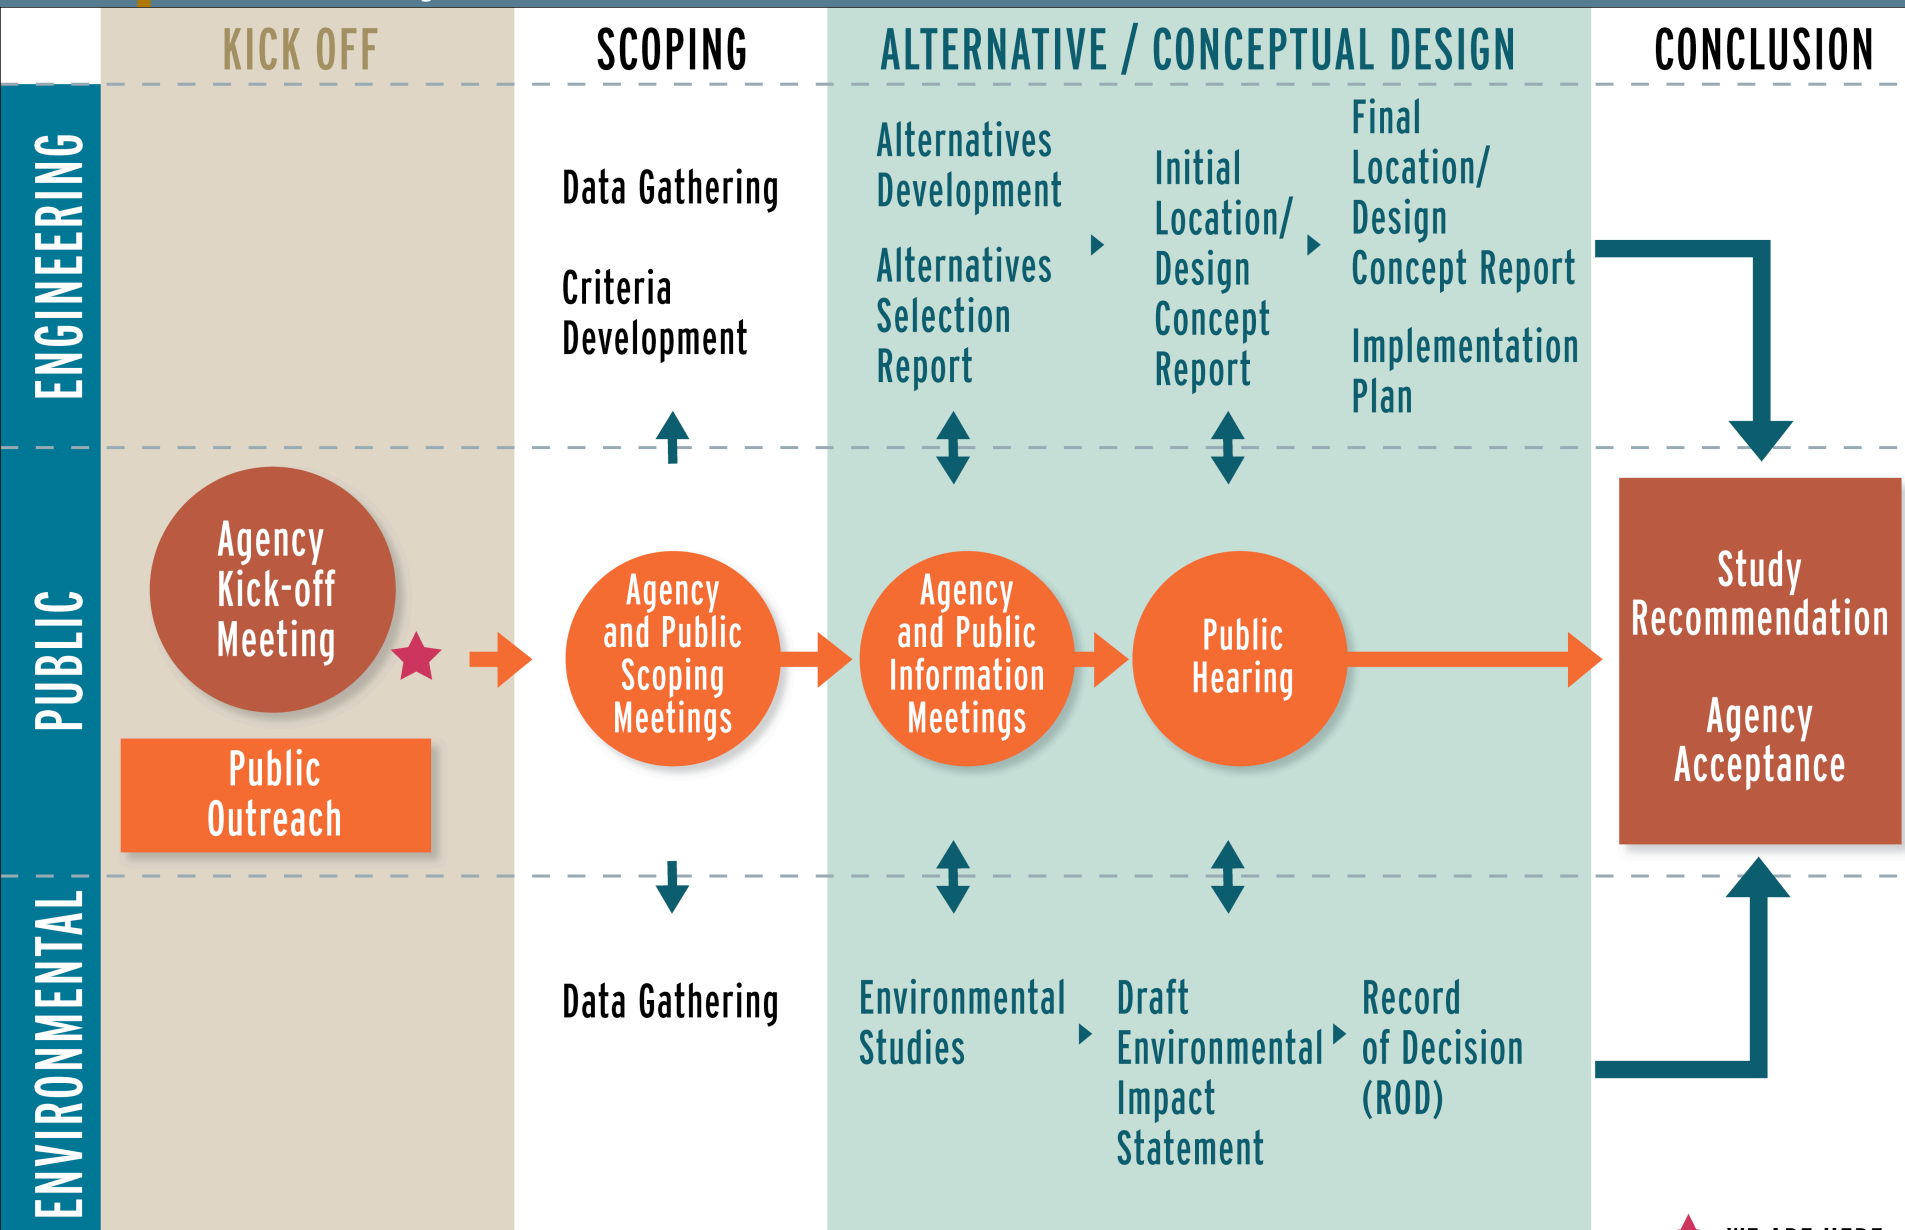 KICK OFF
SCOPING
ALTERNATIVE / CONCEPTUAL DESIGN
CONCLUSION
ENGINEERING
Data Gathering
Criteria
Development
Alternatives
Development
Alternatives
Selection
Report
Initial
Location/
Design
Concept
Report
Final
Location/
Design
Concept Report
Implementation
Plan
PUBLIC
Agency
Kick-off
Meeting
Public
Outreach
Agency
and Public
Scoping
Meetings
Agency
and Public
Information
Meetings
Public
Hearing
Study
Recommendation
Agency
Acceptance
ENVIRONMENTAL
Data Gathering
Environmental
Studies
Draft
Environmental
Impact
Statement
Record
of Decision
(ROD)
WE ARE HERE